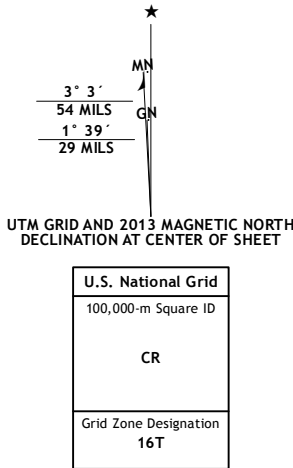 MN
3° 3´
54 MILS
GN
1° 39´
29 MILS
UTM GRID AND 2013 MAGNETIC NORTH
DECLINATION AT CENTER OF SHEET
U.S. National Grid
100,000-m Square ID
CR
Grid Zone Designation
16T